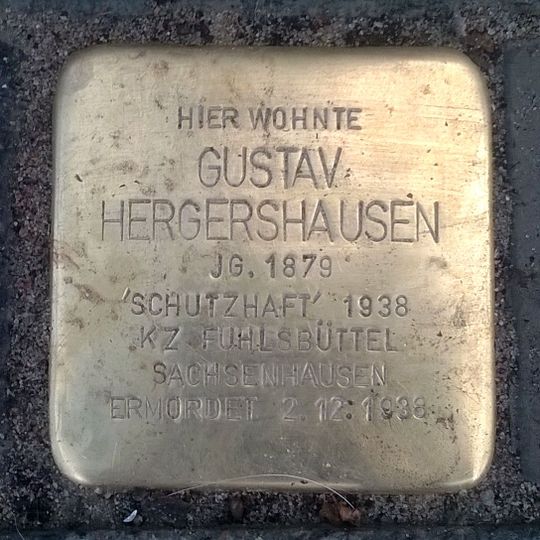 HIER WOHNTE
GUSTAV
HERGERSHAUSEN
JG. 1879
'SCHUTZHAFT' 1938
KZ FUHLSBÜTTEL
SACHSENHAUSEN
ERMORDET 2.12.1938